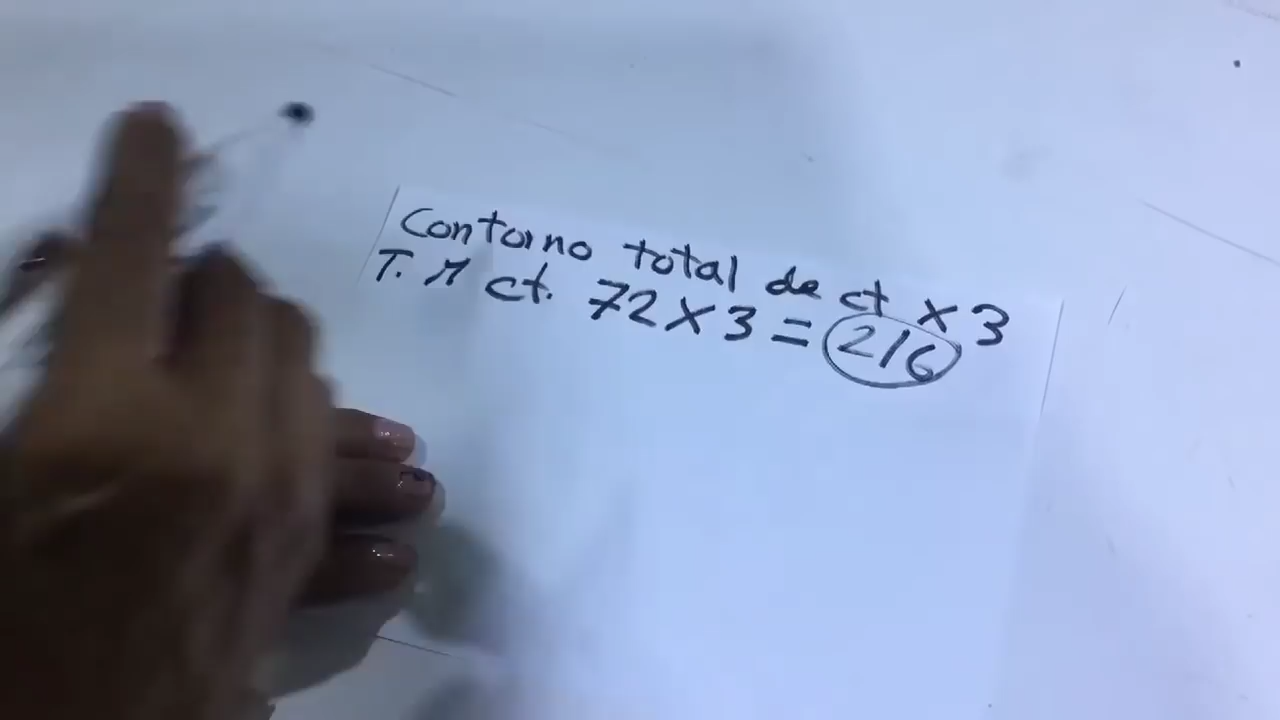 Contorno total de ct x 3
T. M ct. 72 x 3 = 216